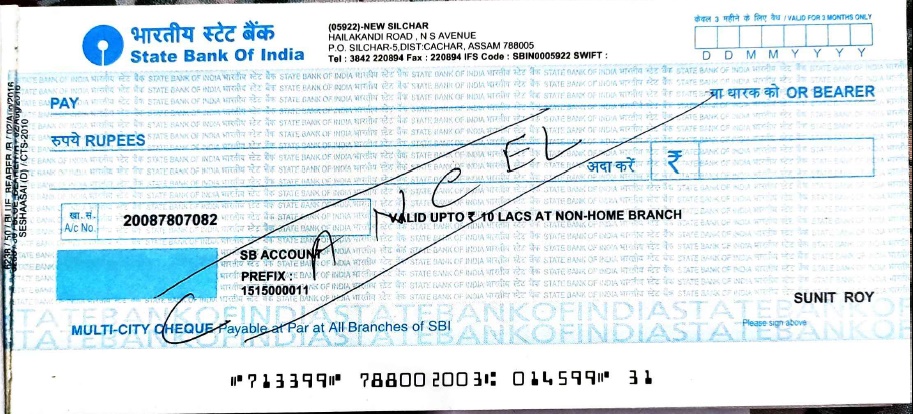 भारतीय स्टेट बैंक
State Bank Of India
(05922)-NEW SILCHAR
HAILAKANDI ROAD , N S AVENUE
P.O. SILCHAR-5,DIST:CACHAR, ASSAM 788005
Tel : 3842 220894 Fax : 220894 IFS Code : SBIN0005922 SWIFT :
केवल 3 महीने के लिए वैध / VALID FOR 3 MONTHS ONLY
D D M M Y Y Y Y
PAY
या धारक को OR BEARER
रुपये RUPEES
अदा करें ₹
CANCEL
खा. सं.
A/c No.
20087807082
VALID UPTO ₹ 10 LACS AT NON-HOME BRANCH
SB ACCOUNT
PREFIX :
1515000011
SUNIT ROY
MULTI-CITY CHEQUE Payable at Par at All Branches of SBI
Please sign above
SESHAASAI (D) / CTS-2010
⑈713399⑈ 788002003⑆ 014599⑈ 31